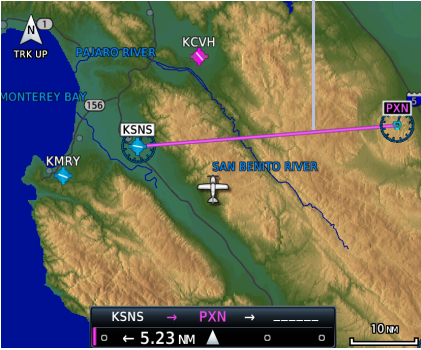 1
N
TRK UP
PAJARO RIVER
KCVH
MONTEREY BAY
156
5
PXN
KSNS
KMRY
SAN BENITO RIVER
KSNS → PXN → ______
← 5.23 NM
10 NM